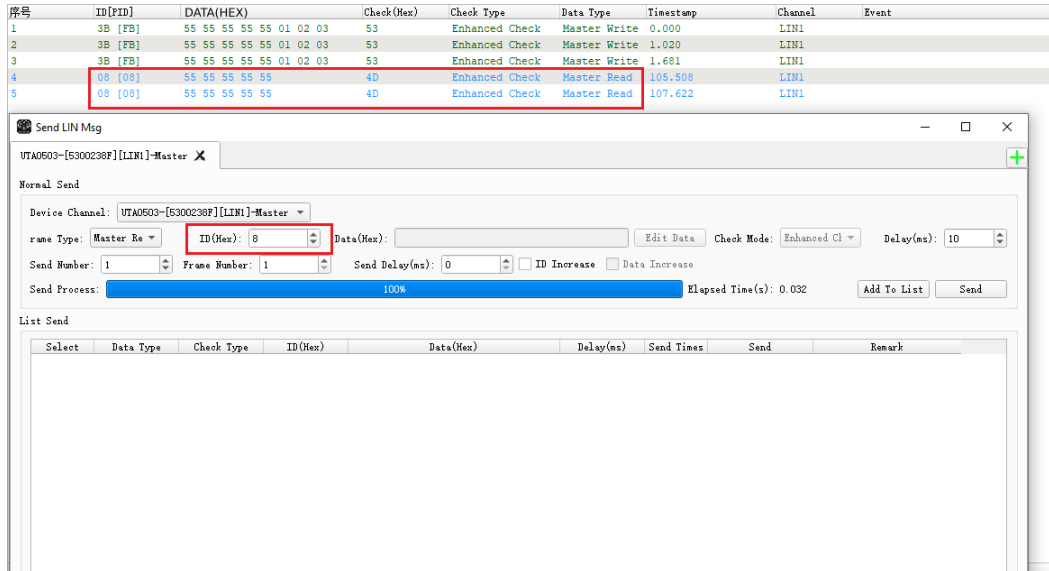 序号 ID[PID] DATA(HEX) Check(Hex) Check Type Data Type Timestamp Channel Event
1 3B [FB] 55 55 55 55 55 01 02 03 53 Enhanced Check Master Write 0.000 LIN1
2 3B [FB] 55 55 55 55 55 01 02 03 53 Enhanced Check Master Write 1.020 LIN1
3 3B [FB] 55 55 55 55 55 01 02 03 53 Enhanced Check Master Write 1.681 LIN1
4 08 [08] 55 55 55 55 55 4D Enhanced Check Master Read 105.508 LIN1
5 08 [08] 55 55 55 55 55 4D Enhanced Check Master Read 107.622 LIN1
Send LIN Msg
UTA0503-[5300238F][LIN1]-Master
Normal Send
Device Channel: UTA0503-[5300238F][LIN1]-Master
rame Type: Master Re ID(Hex): 8 Data(Hex): Edit Data Check Mode: Enhanced Cl Delay(ms): 10
Send Number: 1 Frame Number: 1 Send Delay(ms): 0 ID Increase Data Increase
Send Process: 100% Elapsed Time(s): 0.032 Add To List Send
List Send
Select Data Type Check Type ID(Hex) Data(Hex) Delay(ms) Send Times Send Remark